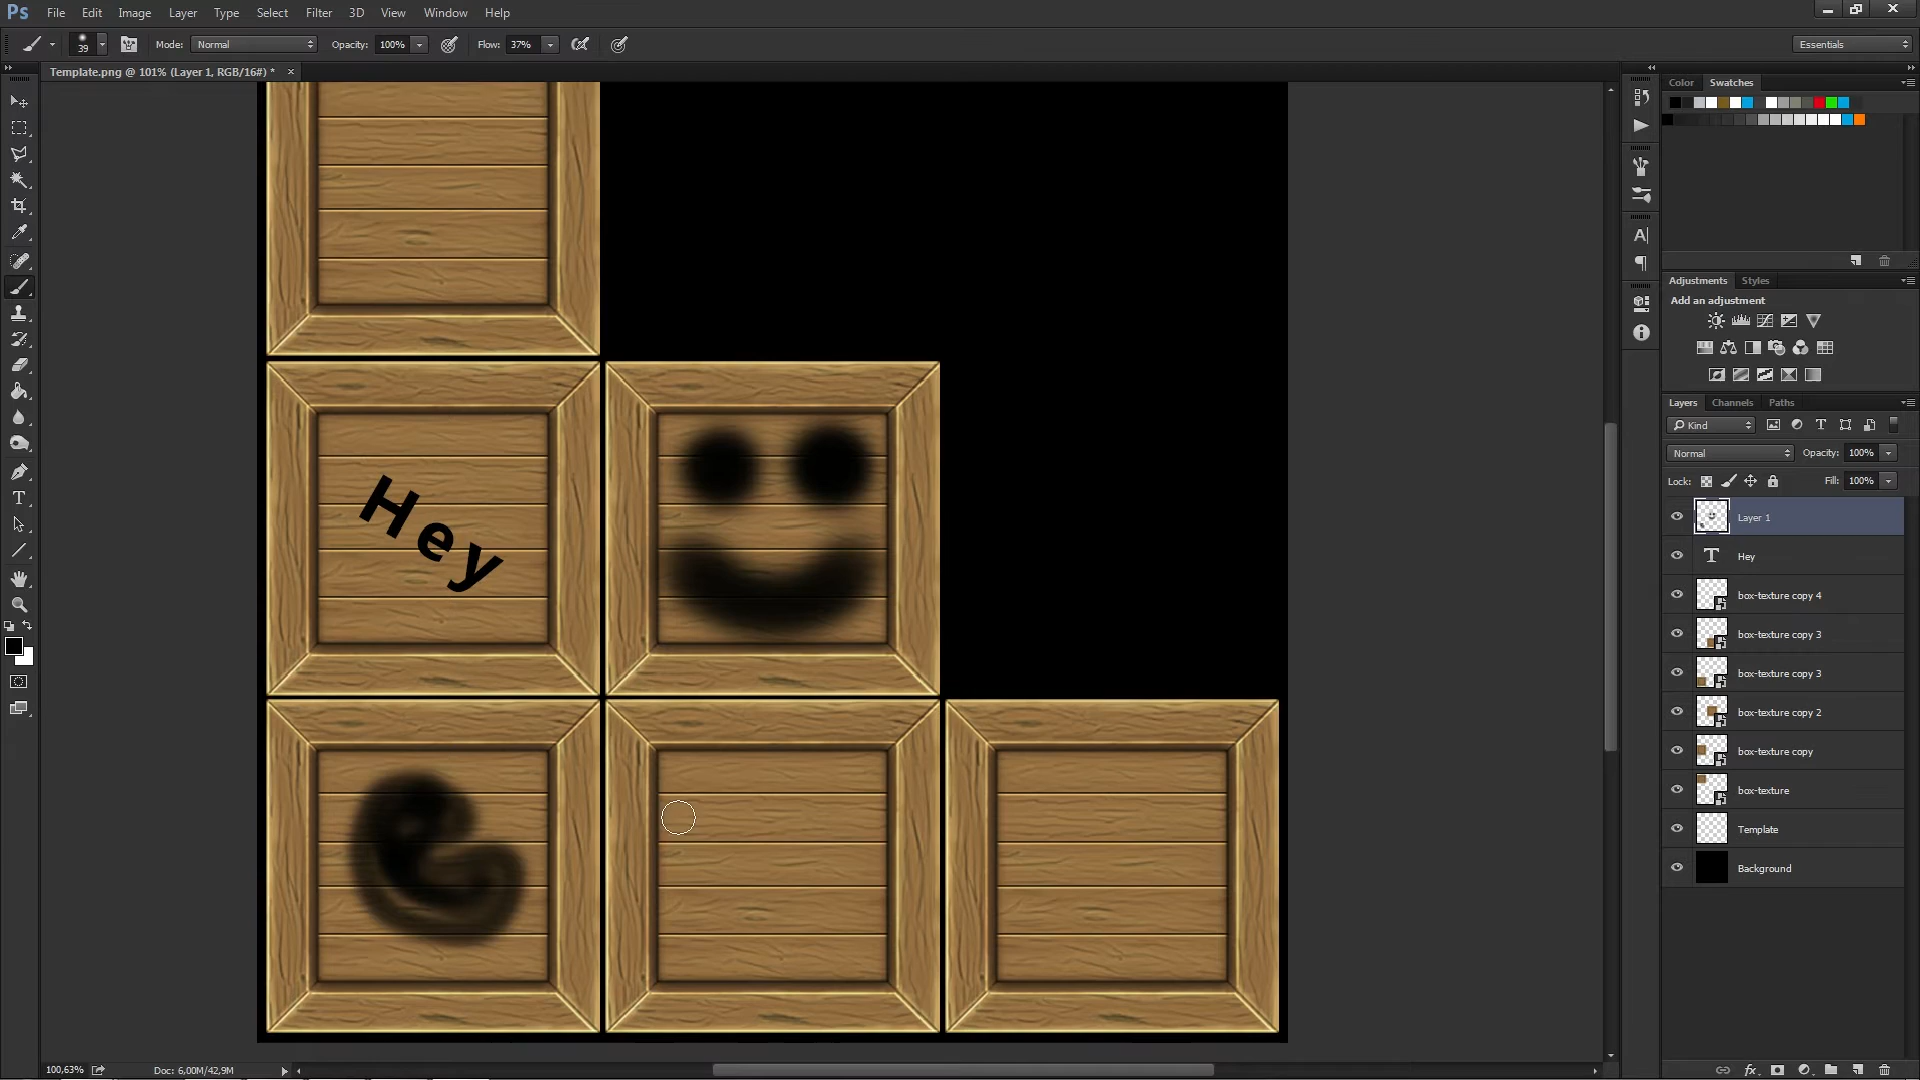 Ps File Edit Image Layer Type Select Filter 3D View Window Help
39 Mode: Normal Opacity: 100% Flow: 37% Essentials
Template.png @ 101% (Layer 1, RGB/16#) * ×
Color Swatches
Adjustments Styles
Add an adjustment
Layers Channels Paths
Kind
Normal Opacity: 100%
Lock: Fill: 100%
Layer 1
Hey
box-texture copy 4
box-texture copy 3
box-texture copy 3
box-texture copy 2
box-texture copy
box-texture
Template
Background
Hey
100,63% Doc: 6,00M/42,9M